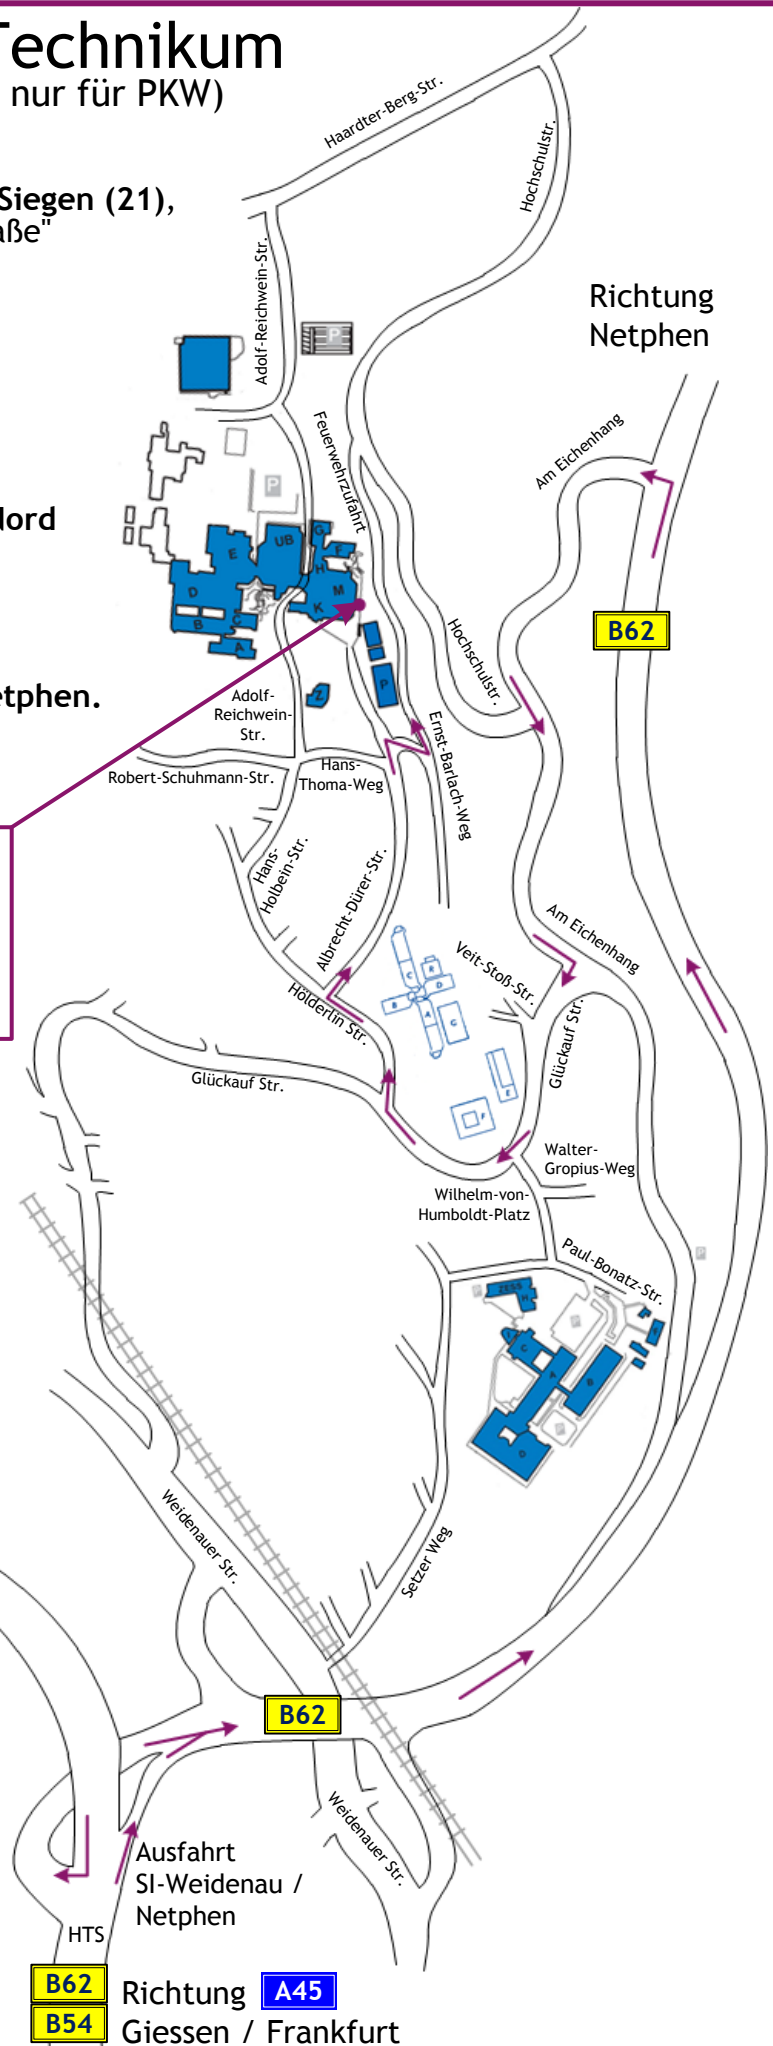 Technikum
nur für PKW)
Siegen (21),
aße"
Haardter-Berg-Str.
Hochschulstr.
Adolf-Reichwein-Str.
P
Richtung
Netphen
Am Eichenhang
Feuerwehrzufahrt
P
Nord
E
UB
G
F
H
M
K
D
B
C
A
B62
Hochschulstr.
P
Z
etphen.
Adolf-
Reichwein-
Str.
Robert-Schuhmann-Str.
Hans-
Thoma-Weg
Ernst-Barlach-Weg
Hans-
Holbein-Str.
Albrecht-Dürer-Str.
Am Eichenhang
Veit-Stoß-Str.
C
R
D
B
A
G
Hölderlin Str.
Glückauf Str.
Glückauf Str.
E
F
Walter-
Gropius-Weg
Wilhelm-von-
Humboldt-Platz
Paul-Bonatz-Str.
P
P
ZESS
H
P
C
A
B
D
Weidenauer Str.
Setzer Weg
B62
Weidenauer Str.
Ausfahrt
SI-Weidenau /
Netphen
HTS
B62
Richtung A45
B54
Giessen / Frankfurt